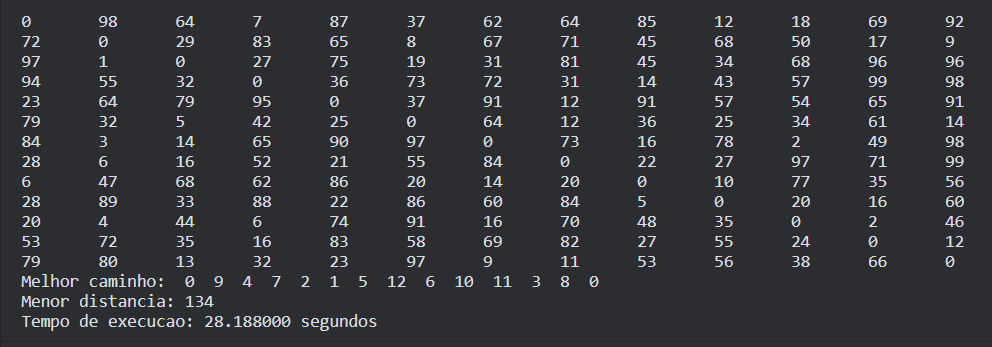 0 98 64 7 87 37 62 64 85 12 18 69 92
72 0 29 83 65 8 67 71 45 68 50 17 9
97 1 0 27 75 19 31 81 45 34 68 96 96
94 55 32 0 36 73 72 31 14 43 57 99 98
23 64 79 95 0 37 91 12 91 57 54 65 91
79 32 5 42 25 0 64 12 36 25 34 61 14
84 3 14 65 90 97 0 73 16 78 2 49 98
28 6 16 52 21 55 84 0 22 27 97 71 99
6 47 68 62 86 20 14 20 0 10 77 35 56
28 89 33 88 22 86 60 84 5 0 20 16 60
20 4 44 6 74 91 16 70 48 35 0 2 46
53 72 35 16 83 58 69 82 27 55 24 0 12
79 80 13 32 23 97 9 11 53 56 38 66 0
Melhor caminho: 0 9 4 7 2 1 5 12 6 10 11 3 8 0
Menor distancia: 134
Tempo de execucao: 28.188000 segundos